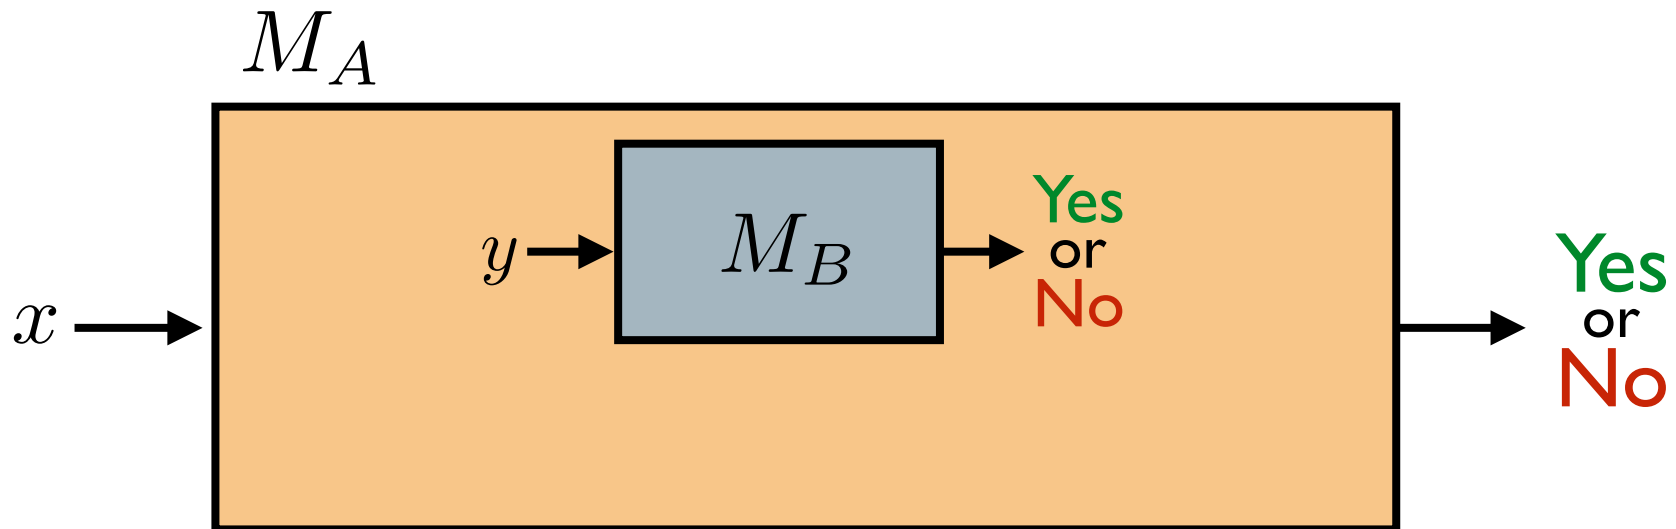 M_A
x
y
M_B
Yes
or
No
Yes
or
No